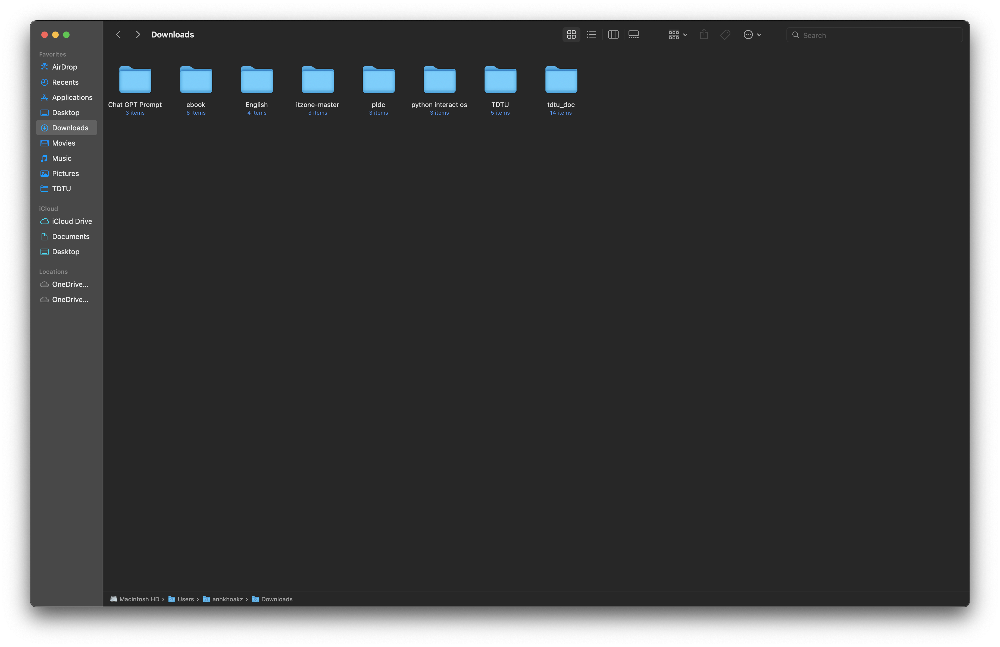 Downloads
Search
Favorites
AirDrop
Recents
Applications
Desktop
Downloads
Movies
Music
Pictures
TDTU
iCloud
iCloud Drive
Documents
Desktop
Locations
OneDrive...
OneDrive...
Chat GPT Prompt
3 items
ebook
6 items
English
4 items
itzone-master
3 items
pldc
3 items
python interact os
3 items
TDTU
5 items
tdtu_doc
14 items
Macintosh HD › Users › anhkhoakz › Downloads